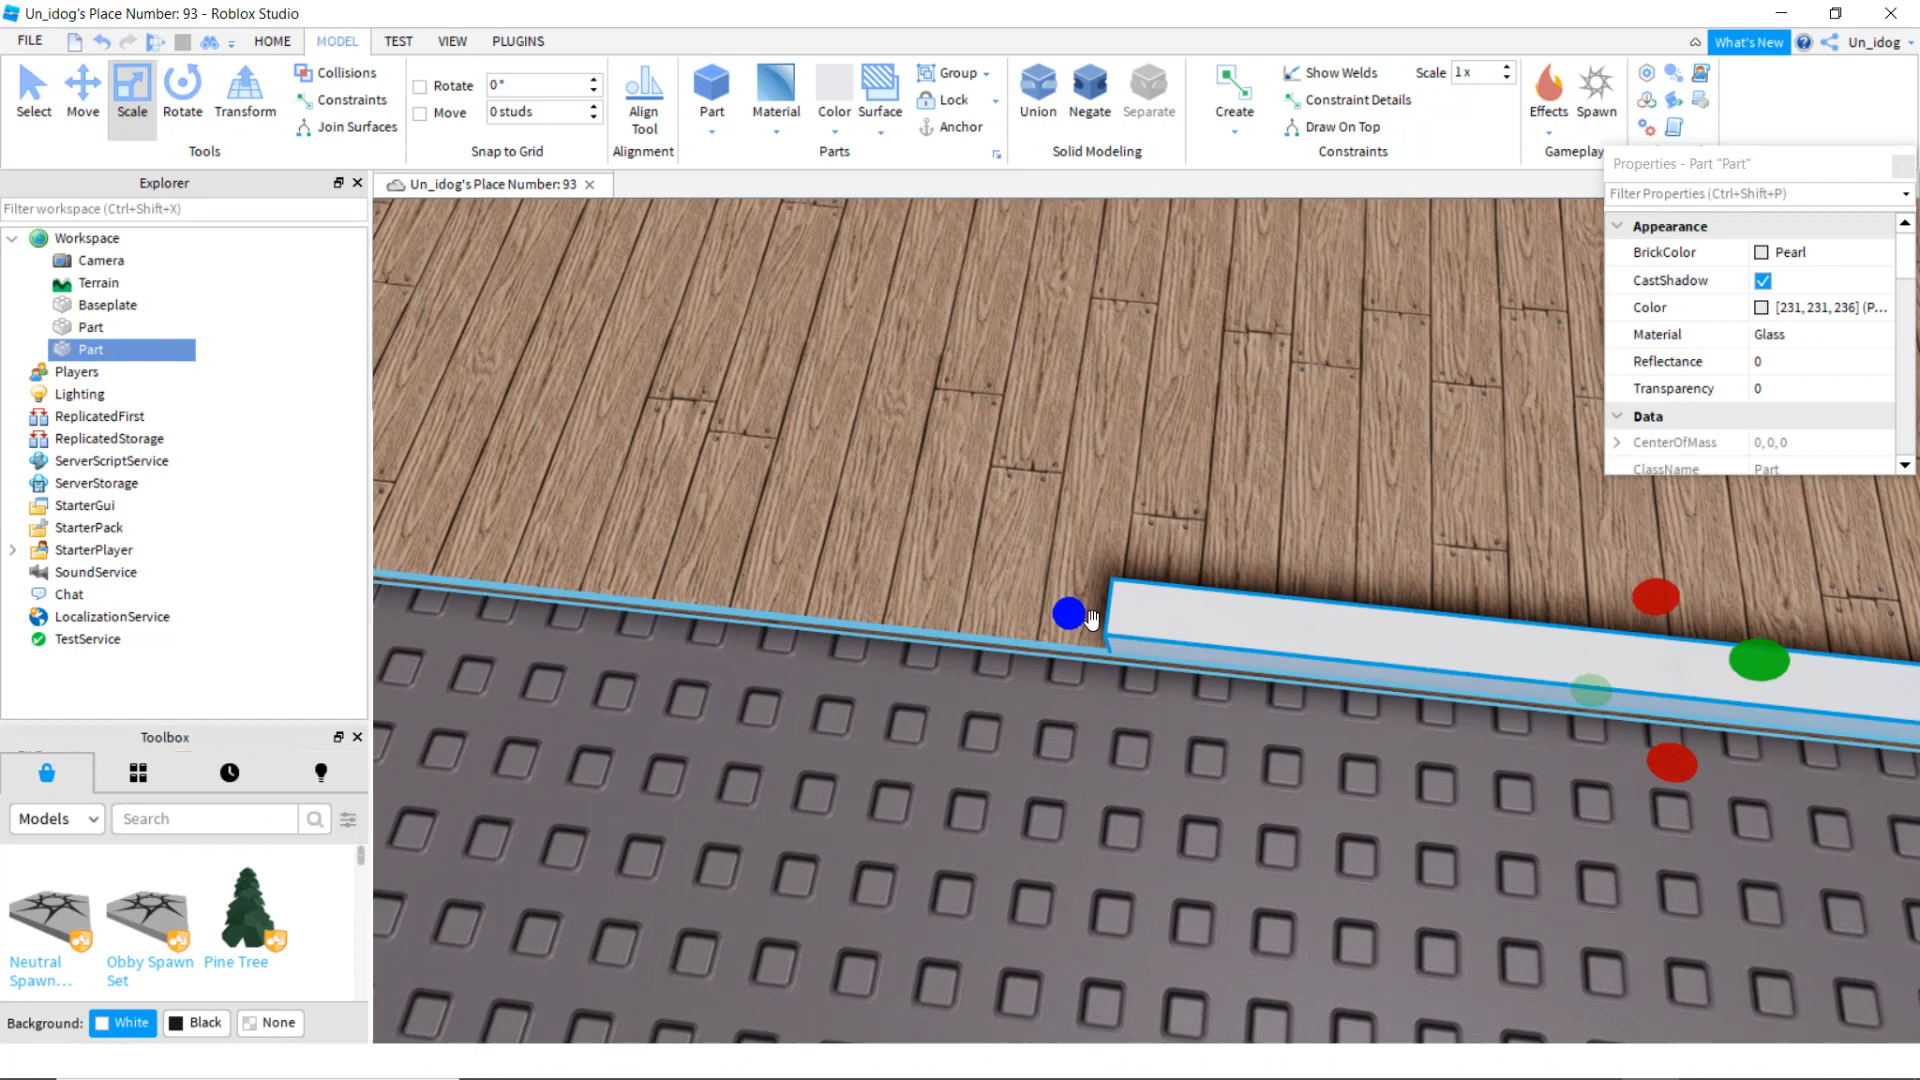 Un_idog's Place Number: 93 - Roblox Studio
FILE HOME MODEL TEST VIEW PLUGINS What's New Un_idog
Select Move Scale Rotate Transform
Collisions
Constraints
Join Surfaces
Tools
Rotate 0°
Move 0 studs
Snap to Grid
Align Tool
Alignment
Part Material Color Surface
Group
Lock
Anchor
Parts
Union Negate Separate
Solid Modeling
Create
Show Welds Scale 1x
Constraint Details
Draw On Top
Constraints
Effects Spawn
Gameplay
Explorer
Filter workspace (Ctrl+Shift+X)
Workspace
Camera
Terrain
Baseplate
Part
Part
Players
Lighting
ReplicatedFirst
ReplicatedStorage
ServerScriptService
ServerStorage
StarterGui
StarterPack
StarterPlayer
SoundService
Chat
LocalizationService
TestService
Un_idog's Place Number: 93
Properties - Part "Part"
Filter Properties (Ctrl+Shift+P)
Appearance
BrickColor Pearl
CastShadow
Color [231, 231, 236] (P...
Material Glass
Reflectance 0
Transparency 0
Data
CenterOfMass 0, 0, 0
ClassName Part
Toolbox
Models Search
Neutral Spawn...
Obby Spawn Set
Pine Tree
Background: White Black None